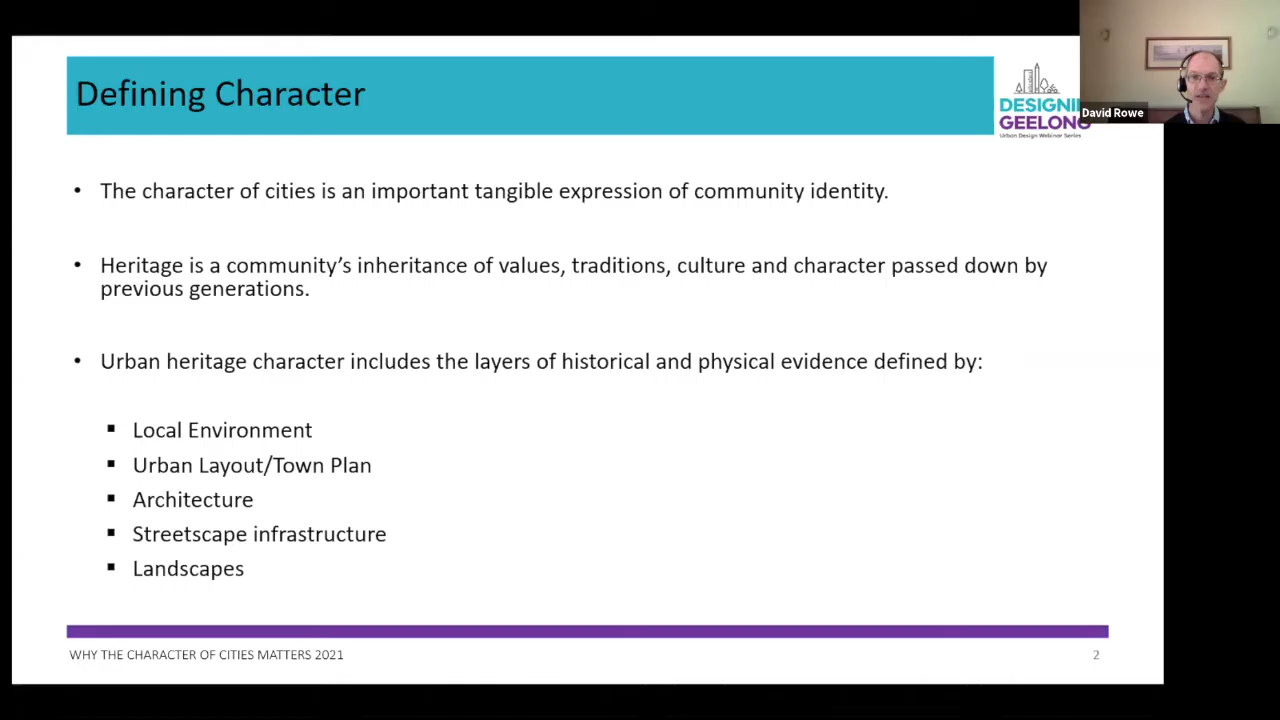 Defining Character
DESIGNI
GEELONG
Urban Design Webinar Series
David Rowe
• The character of cities is an important tangible expression of community identity.
• Heritage is a community’s inheritance of values, traditions, culture and character passed down by
previous generations.
• Urban heritage character includes the layers of historical and physical evidence defined by:
▪ Local Environment
▪ Urban Layout/Town Plan
▪ Architecture
▪ Streetscape infrastructure
▪ Landscapes
WHY THE CHARACTER OF CITIES MATTERS 2021
2